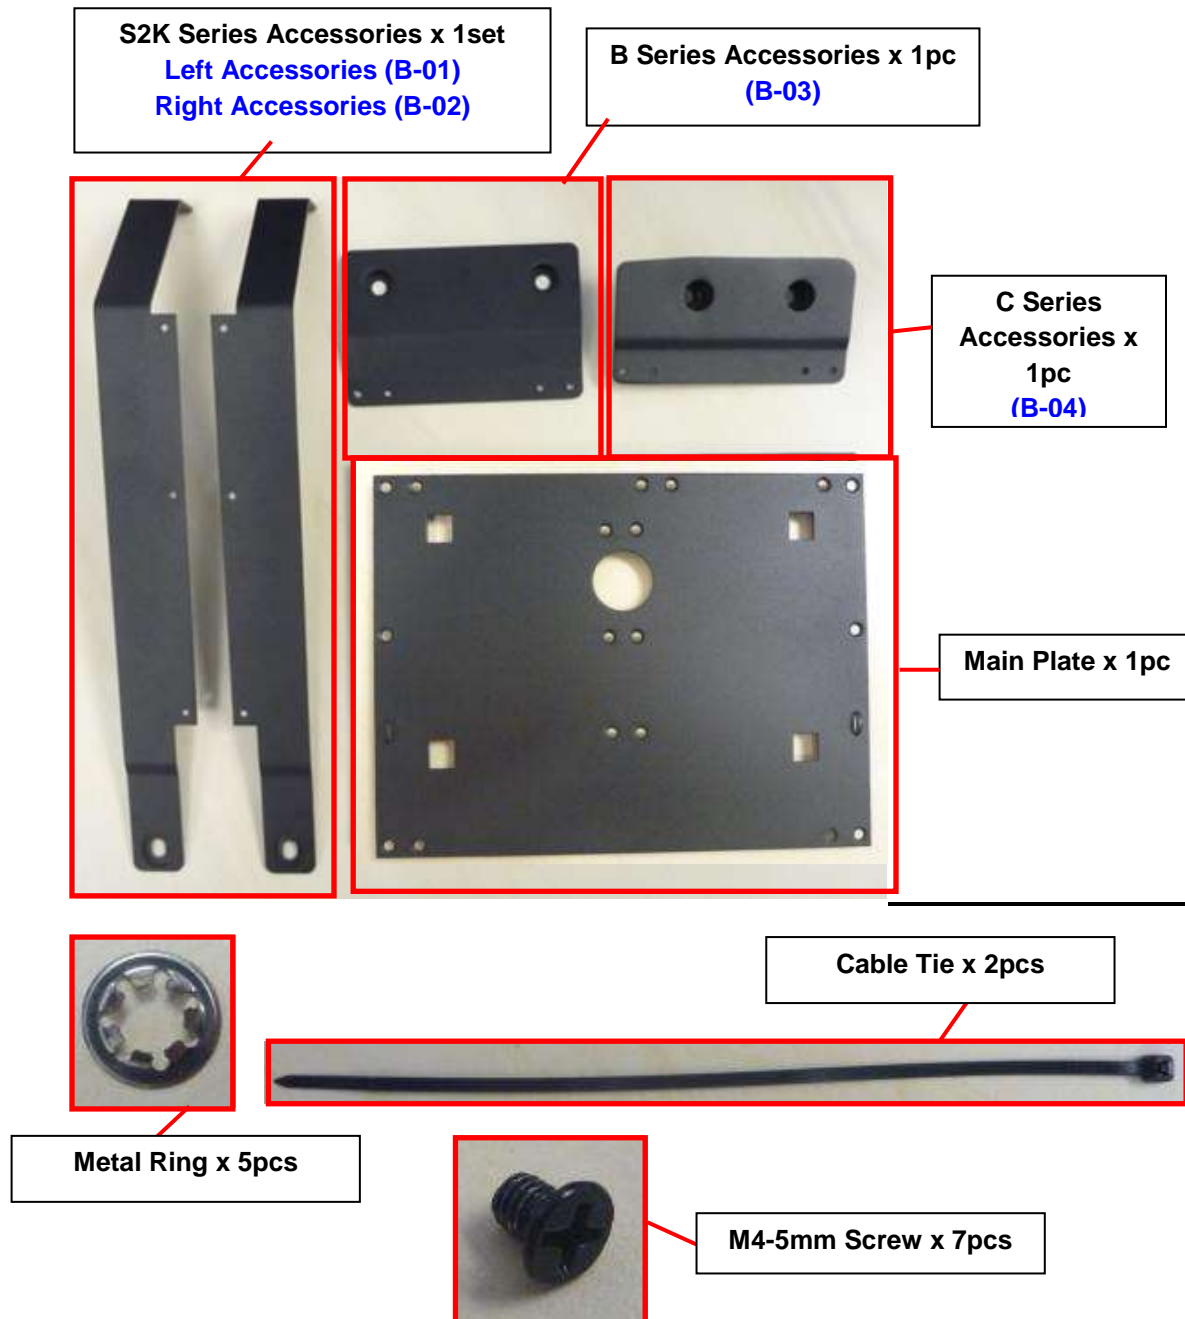 S2K Series Accessories x 1set
Left Accessories (B-01)
Right Accessories (B-02)
B Series Accessories x 1pc
(B-03)
C Series
Accessories x
1pc
(B-04)
Main Plate x 1pc
Cable Tie x 2pcs
Metal Ring x 5pcs
M4-5mm Screw x 7pcs